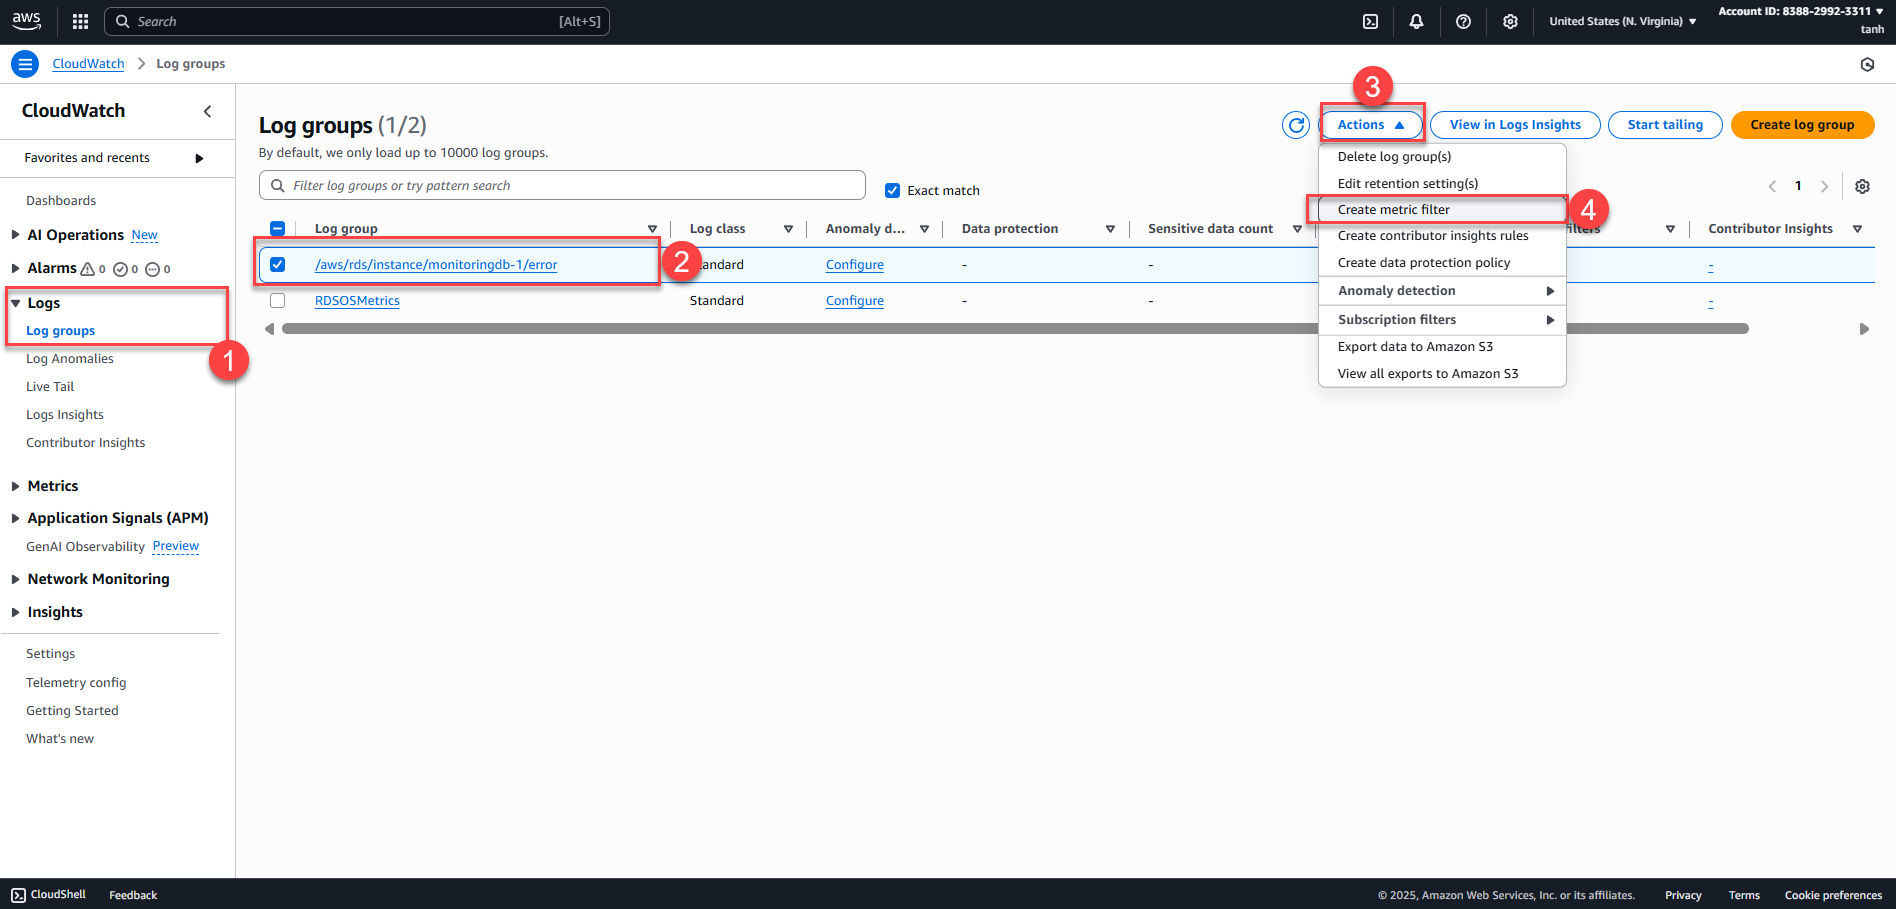 aws
Search [Alt+S]
United States (N. Virginia)
Account ID: 8388-2992-3311
tanh
CloudWatch > Log groups
CloudWatch
Favorites and recents
Dashboards
AI Operations New
Alarms 0 0 0
Logs
Log groups
1
Log Anomalies
Live Tail
Logs Insights
Contributor Insights
Metrics
Application Signals (APM)
GenAI Observability Preview
Network Monitoring
Insights
Settings
Telemetry config
Getting Started
What's new
3
Log groups (1/2)
Actions
View in Logs Insights
Start tailing
Create log group
By default, we only load up to 10000 log groups.
Filter log groups or try pattern search
Exact match
1
Delete log group(s)
Edit retention setting(s)
Create metric filter
4
Create contributor insights rules
Create data protection policy
Anomaly detection
Subscription filters
Export data to Amazon S3
View all exports to Amazon S3
Log group Log class Anomaly d... Data protection Sensitive data count Contributor Insights
/aws/rds/instance/monitoringdb-1/error 2 Configure - - -
RDSOSMetrics Standard Configure - - -
CloudShell Feedback
© 2025, Amazon Web Services, Inc. or its affiliates. Privacy Terms Cookie preferences